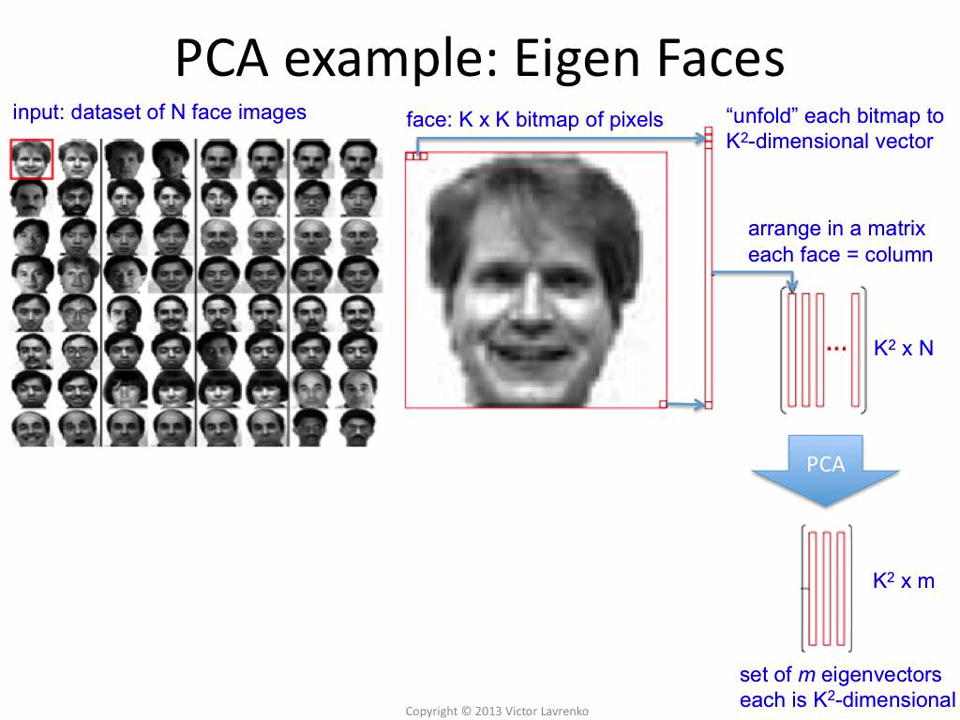 PCA example: Eigen Faces
input: dataset of N face images
face: K x K bitmap of pixels
“unfold” each bitmap to
K²-dimensional vector
arrange in a matrix
each face = column
...
K² x N
PCA
K² x m
set of m eigenvectors
each is K²-dimensional
Copyright © 2013 Victor Lavrenko